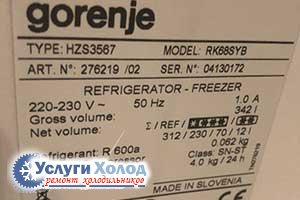 gorenje
TYPE: HZS3567 MODEL: RK68SYB
ART. N°: 276219 /02 SER. N°: 04130172
REFRIGERATOR - FREEZER
220-230 V ~ 50 Hz 1.0 A
Gross volume: 342 l
Net volume: Σ / REF /
312 / 230 / 70 / 12 l
Refrigerant: R 600a 0.062 kg
Class: SN-ST
4.0 kg / 24 h
MADE IN SLOVENIA
Услуги Холод
ремонт холодильников